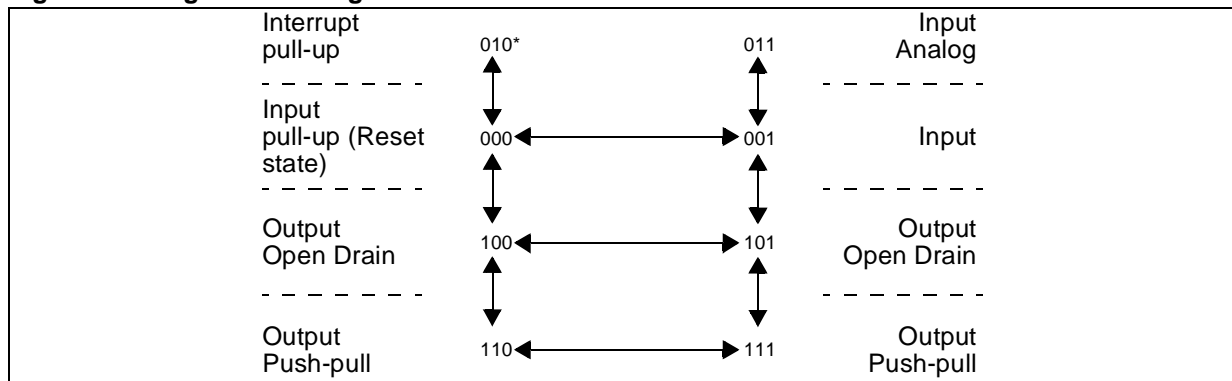 Interrupt
pull-up
010*
011
Input
Analog
Input
pull-up (Reset
state)
000
001
Input
Output
Open Drain
100
101
Output
Open Drain
Output
Push-pull
110
111
Output
Push-pull